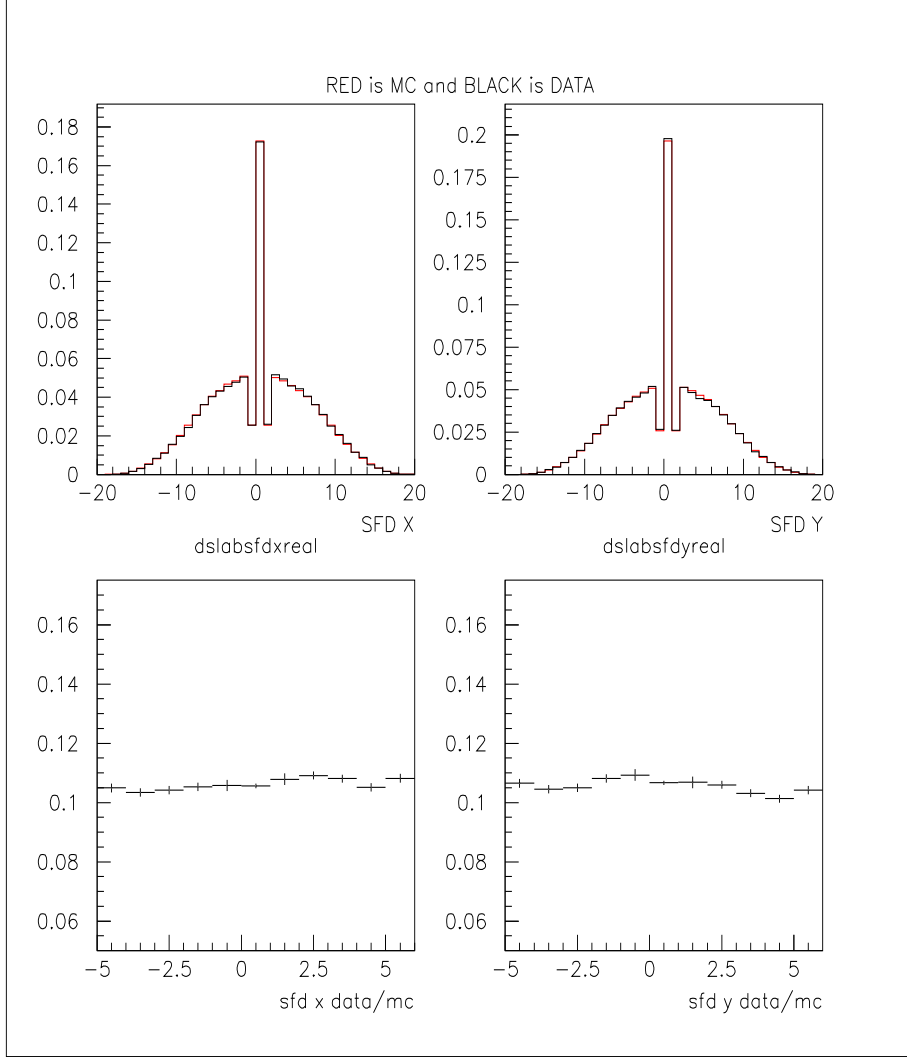 RED is MC and BLACK is DATA
0.18
0.16
0.14
0.12
0.1
0.08
0.06
0.04
0.02
0
−20 −10 0 10 20
SFD X
dslabsfdxreal
0.2
0.175
0.15
0.125
0.1
0.075
0.05
0.025
0
−20 −10 0 10 20
SFD Y
dslabsfdyreal
0.16
0.14
0.12
0.1
0.08
0.06
−5 −2.5 0 2.5 5
sfd x data/mc
0.16
0.14
0.12
0.1
0.08
0.06
−5 −2.5 0 2.5 5
sfd y data/mc